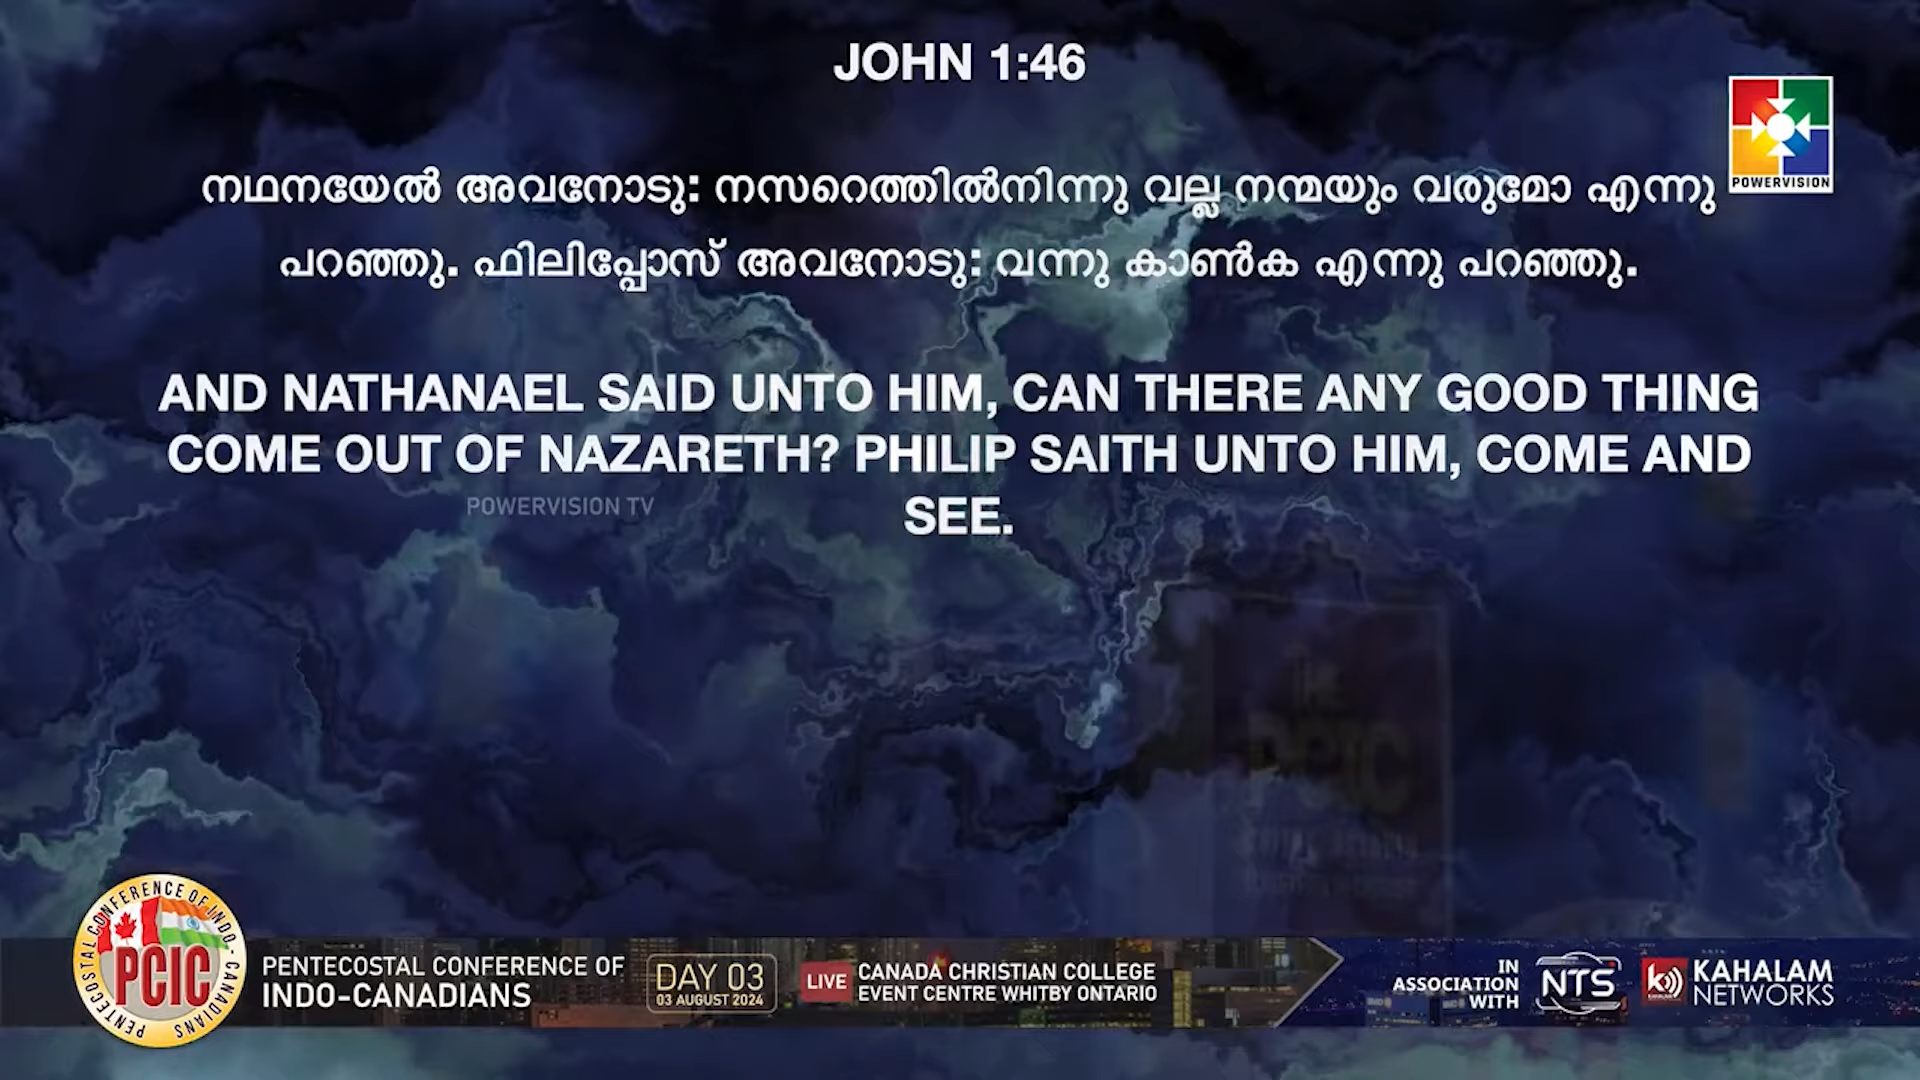 JOHN 1:46
POWERVISION
നഥനയേൽ അവനോടു: നസറെത്തിൽനിന്നു വല്ല നന്മയും വരുമോ എന്നു
പറഞ്ഞു. ഫിലിപ്പോസ് അവനോടു: വന്നു കാൺക എന്നു പറഞ്ഞു.
AND NATHANAEL SAID UNTO HIM, CAN THERE ANY GOOD THING
COME OUT OF NAZARETH? PHILIP SAITH UNTO HIM, COME AND
SEE.
POWERVISION TV
THE
PCIC
PENTECOSTAL CONFERENCE OF INDO-CANADIANS
PCIC
PENTECOSTAL CONFERENCE OF
INDO-CANADIANS
DAY 03
03 AUGUST 2024
LIVE
CANADA CHRISTIAN COLLEGE
EVENT CENTRE WHITBY ONTARIO
IN
ASSOCIATION
WITH
NTS
KAHALAM
NETWORKS